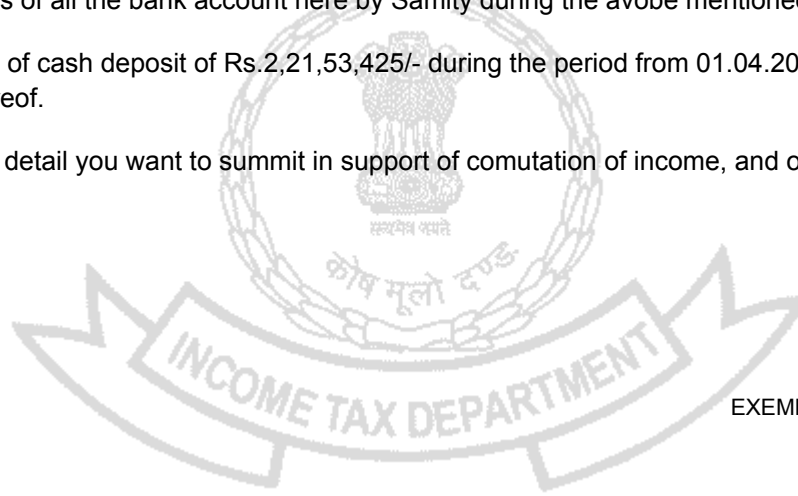 s of all the bank account here by Samity during the avobe mentioned
of cash deposit of Rs.2,21,53,425/- during the period from 01.04.20
eof.
detail you want to summit in support of comutation of income, and o
सत्यमेव जयते
कोष मूलो दण्डः
INCOME TAX DEPARTMENT
EXEM